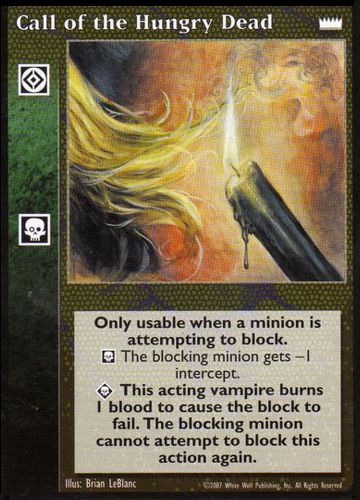 Call of the Hungry Dead
Only usable when a minion is
attempting to block.
The blocking minion gets –1
intercept.
This acting vampire burns
1 blood to cause the block to
fail. The blocking minion
cannot attempt to block this
action again.
Illus: Brian LeBlanc
©2007 White Wolf Publishing, Inc. All Rights Reserved